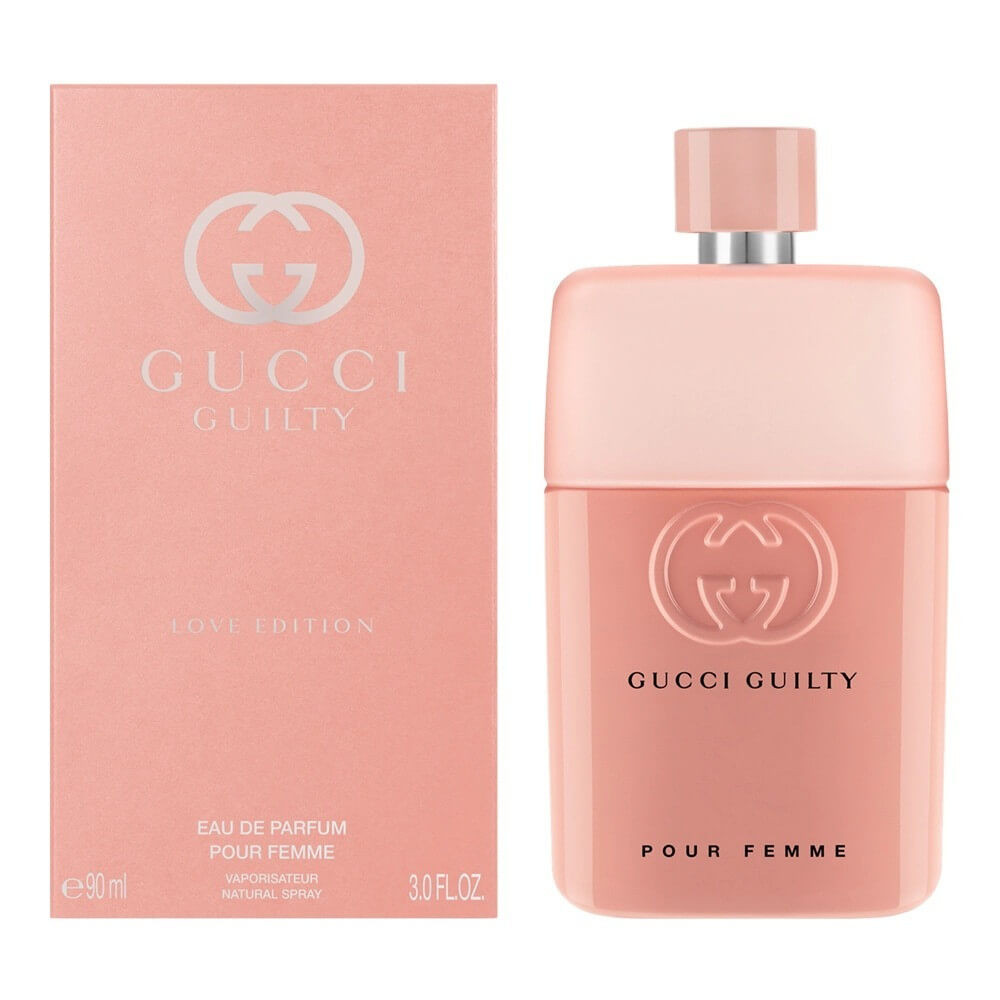 GUCCI
GUILTY
LOVE EDITION
EAU DE PARFUM
POUR FEMME
VAPORISATEUR
NATURAL SPRAY
℮90 ml
3.0 FL.OZ.
GUCCI GUILTY
POUR FEMME